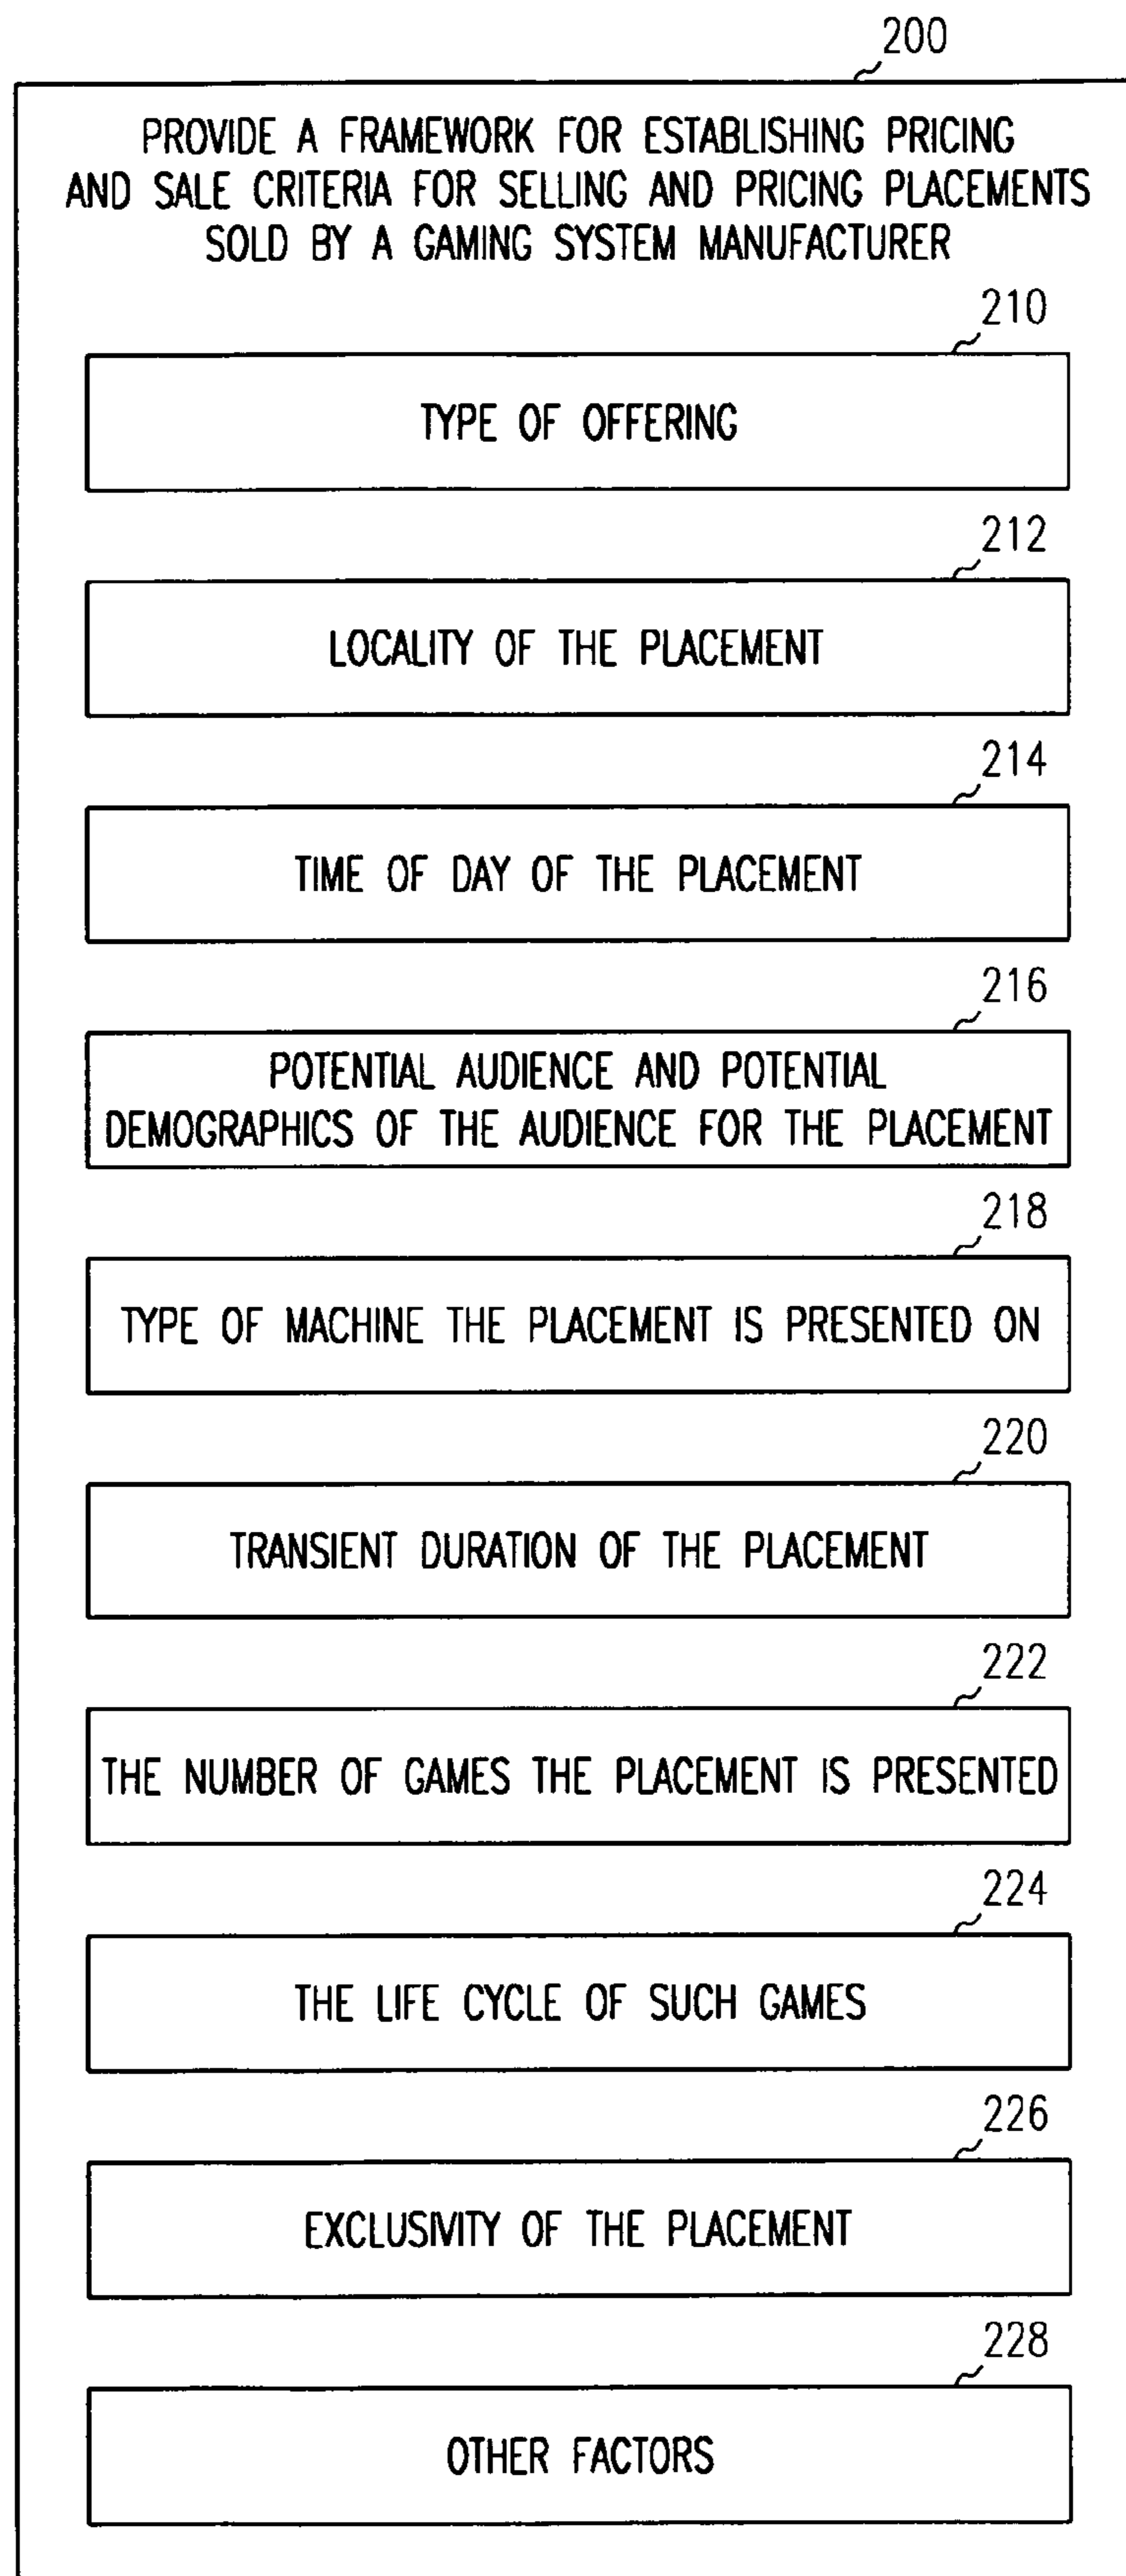 200
PROVIDE A FRAMEWORK FOR ESTABLISHING PRICING
AND SALE CRITERIA FOR SELLING AND PRICING PLACEMENTS
SOLD BY A GAMING SYSTEM MANUFACTURER
210
TYPE OF OFFERING
212
LOCALITY OF THE PLACEMENT
214
TIME OF DAY OF THE PLACEMENT
216
POTENTIAL AUDIENCE AND POTENTIAL
DEMOGRAPHICS OF THE AUDIENCE FOR THE PLACEMENT
218
TYPE OF MACHINE THE PLACEMENT IS PRESENTED ON
220
TRANSIENT DURATION OF THE PLACEMENT
222
THE NUMBER OF GAMES THE PLACEMENT IS PRESENTED
224
THE LIFE CYCLE OF SUCH GAMES
226
EXCLUSIVITY OF THE PLACEMENT
228
OTHER FACTORS